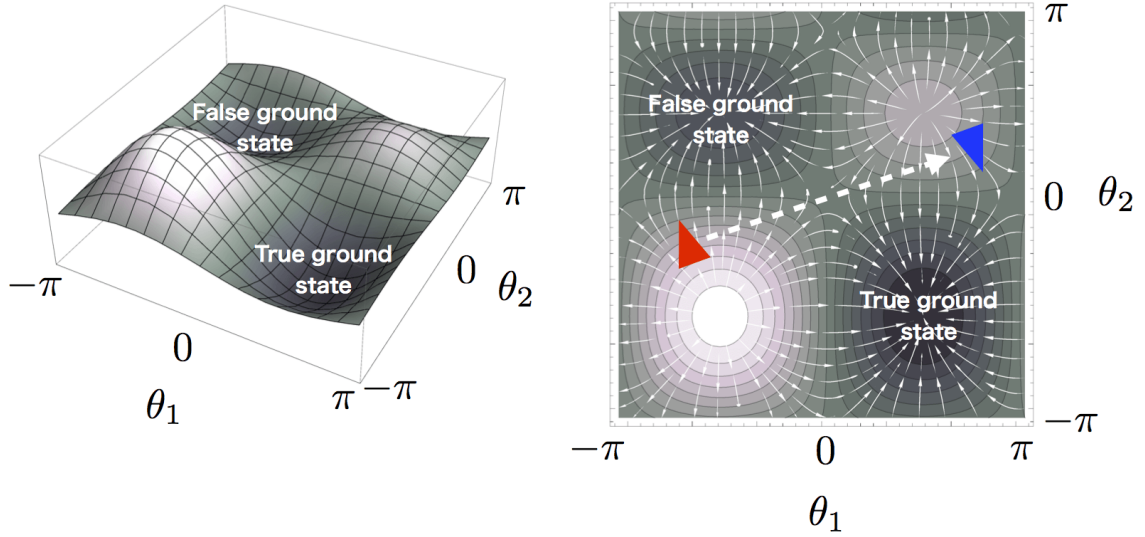 False ground
state
True ground
state
−π
0
π
θ₁
−π
0
π
θ₂
False ground
state
True ground
state
π
0
θ₂
−π
−π
0
π
θ₁